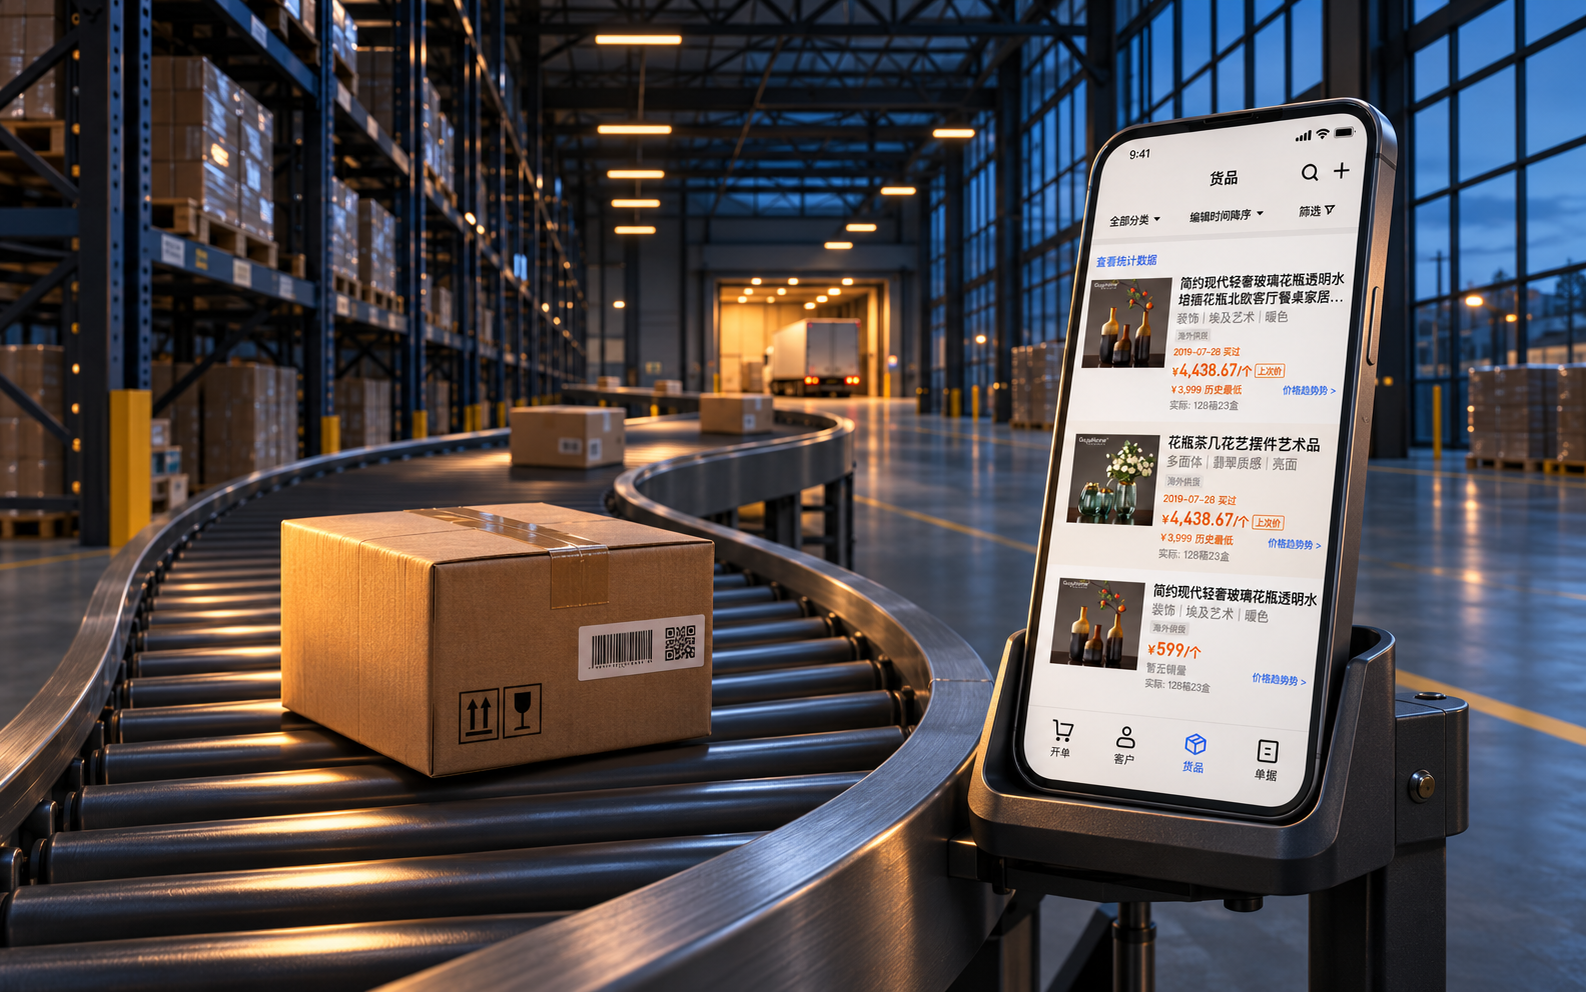 9:41
货品
全部分类
编辑时间降序
筛选
查看统计数据
简约现代轻奢玻璃花瓶透明水
培插花瓶北欧客厅餐桌家居...
装饰｜埃及艺术｜暖色
海外供货
2019-07-28 买过
¥4,438.67/个 上次价
¥3,999 历史最低
价格趋势势 >
实际: 128箱23盒
花瓶茶几花艺摆件艺术品
多面体｜翡翠质感｜亮面
海外供货
2019-07-28 买过
¥4,438.67/个 上次价
¥3,999 历史最低
价格趋势势 >
实际: 128箱23盒
简约现代轻奢玻璃花瓶透明水
装饰｜埃及艺术｜暖色
海外供货
¥599/个
暂无销量
价格趋势势 >
实际: 128箱23盒
开单
客户
货品
单据